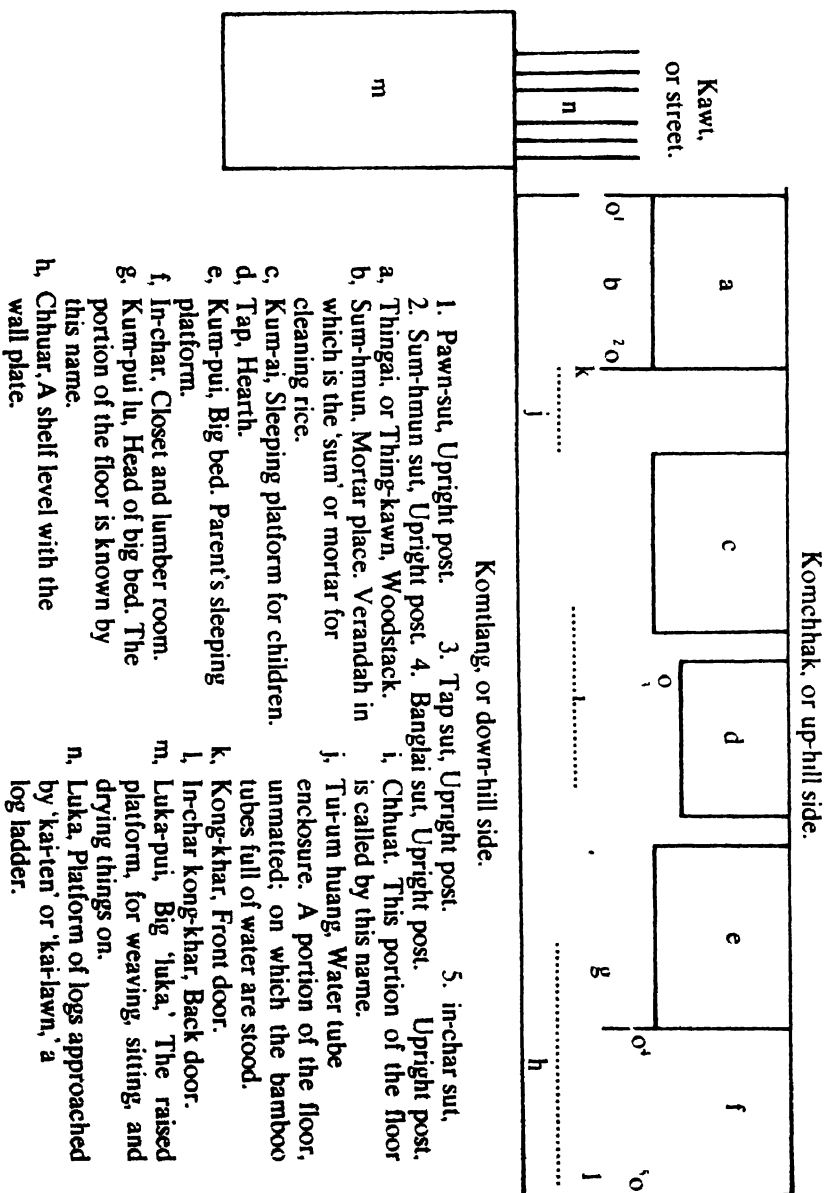 Komchhak, or up-hill side.
Kawt,
or street.
a
c
d
e
f
o¹
b
²o
k
o
g
o⁴
⁵o
n
j
h
l
m
Komtlang, or down-hill side.
1. Pawn-sut, Upright post. 3. Tap sut, Upright post. 5. in-char sut,
2. Sum-hmun sut, Upright post. 4. Banglai sut, Upright post. Upright post.
a, Thingai, or Thing-kawn, Woodstack.
b, Sum-hmun, Mortar place. Verandah in
which is the 'sum' or mortar for
cleaning rice.
c, Kum-ai, Sleeping platform for children.
d, Tap, Hearth.
e, Kum-pui, Big bed. Parent's sleeping
platform.
f, In-char, Closet and lumber room.
g, Kum-pui lu, Head of big bed. The
portion of the floor is known by
this name.
h, Chhuar, A shelf level with the
wall plate.
i, Chhuat. This portion of the floor
is called by this name.
j, Tui-um huang, Water tube
enclosure. A portion of the floor,
unmatted; on which the bamboo
tubes full of water are stood.
k, Kong-khar, Front door.
l, In-char kong-khar, Back door.
m, Luka-pui, Big 'luka,' The raised
platform, for weaving, sitting, and
drying things on.
n, Luka, Platform of logs approached
by 'kai-ten' or 'kai-lawn,' a
log ladder.